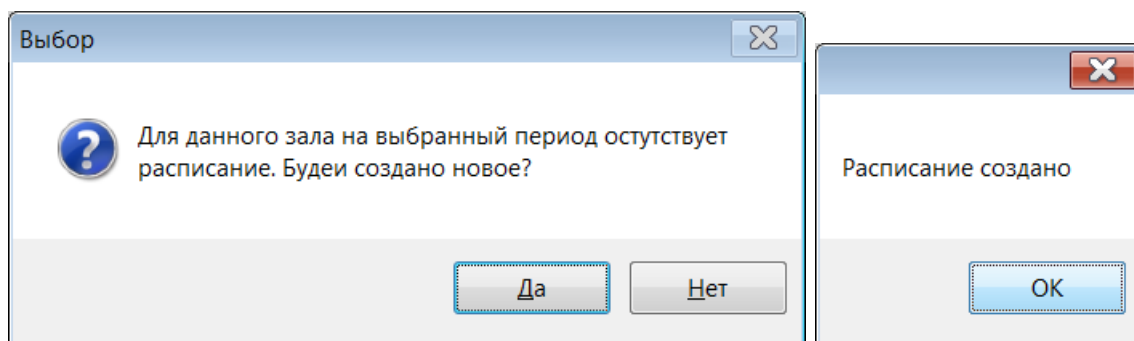 Выбор
Для данного зала на выбранный период остутствует
расписание. Будеи создано новое?
Да
Нет
Расписание создано
OK